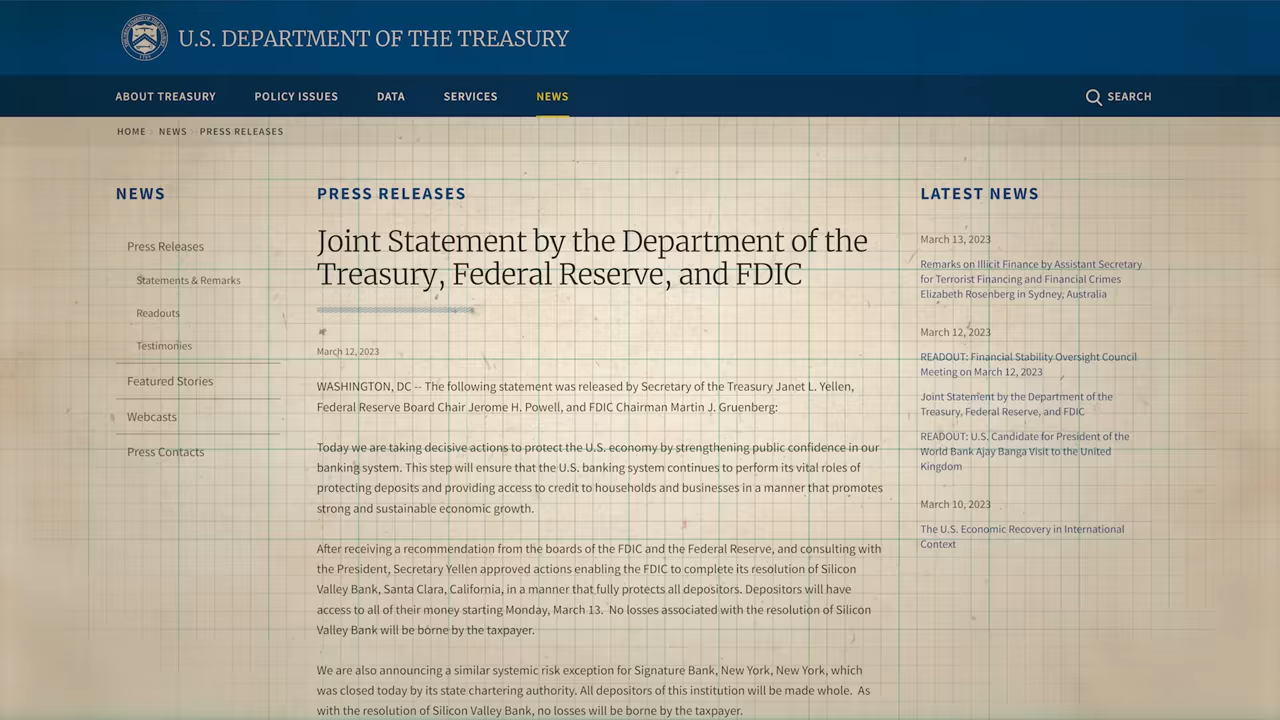 U.S. DEPARTMENT OF THE TREASURY
ABOUT TREASURY
POLICY ISSUES
DATA
SERVICES
NEWS
SEARCH
HOME
NEWS
PRESS RELEASES
NEWS
Press Releases
Statements & Remarks
Readouts
Testimonies
Featured Stories
Webcasts
Press Contacts
PRESS RELEASES
Joint Statement by the Department of the
Treasury, Federal Reserve, and FDIC
March 12, 2023
WASHINGTON, DC -- The following statement was released by Secretary of the Treasury Janet L. Yellen,
Federal Reserve Board Chair Jerome H. Powell, and FDIC Chairman Martin J. Gruenberg:
Today we are taking decisive actions to protect the U.S. economy by strengthening public confidence in our
banking system. This step will ensure that the U.S. banking system continues to perform its vital roles of
protecting deposits and providing access to credit to households and businesses in a manner that promotes
strong and sustainable economic growth.
After receiving a recommendation from the boards of the FDIC and the Federal Reserve, and consulting with
the President, Secretary Yellen approved actions enabling the FDIC to complete its resolution of Silicon
Valley Bank, Santa Clara, California, in a manner that fully protects all depositors. Depositors will have
access to all of their money starting Monday, March 13.  No losses associated with the resolution of Silicon
Valley Bank will be borne by the taxpayer.
We are also announcing a similar systemic risk exception for Signature Bank, New York, New York, which
was closed today by its state chartering authority. All depositors of this institution will be made whole.  As
with the resolution of Silicon Valley Bank, no losses will be borne by the taxpayer.
LATEST NEWS
March 13, 2023
Remarks on Illicit Finance by Assistant Secretary
for Terrorist Financing and Financial Crimes
Elizabeth Rosenberg in Sydney, Australia
March 12, 2023
READOUT: Financial Stability Oversight Council
Meeting on March 12, 2023
Joint Statement by the Department of the
Treasury, Federal Reserve, and FDIC
READOUT: U.S. Candidate for President of the
World Bank Ajay Banga Visit to the United
Kingdom
March 10, 2023
The U.S. Economic Recovery in International
Context